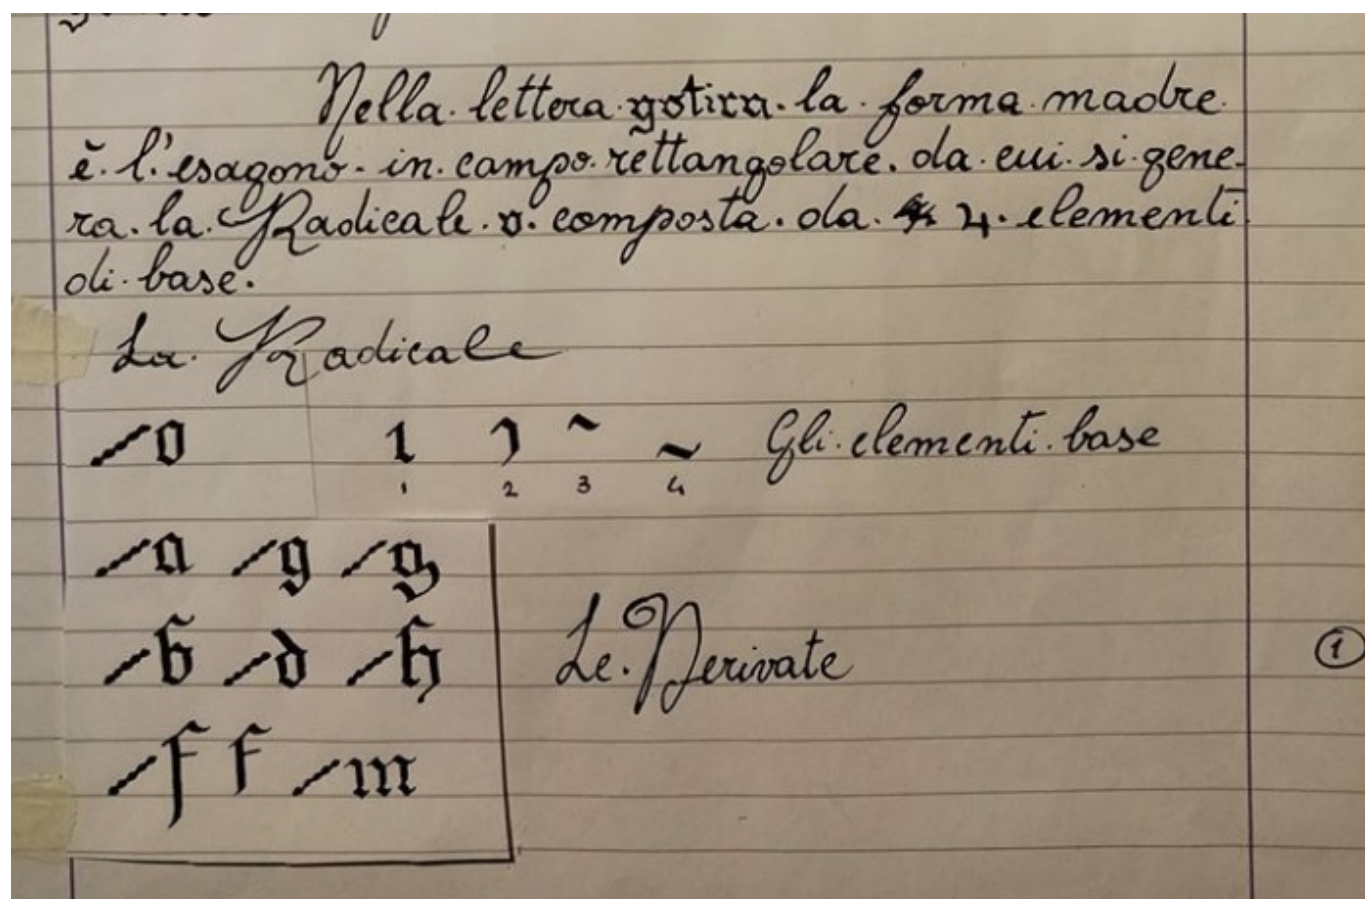 Nella. lettera. gotica. la. forma. madre.
è. l'esagono. in. campo. rettangolare. da. cui. si. gene-
ra. la. Radicale. o. composta. da. 4. elementi
di. base.
La. Radicale
o 1 2 3 4 Gli. elementi. base
a g g
b d h
Le. Derivate
1
f f m